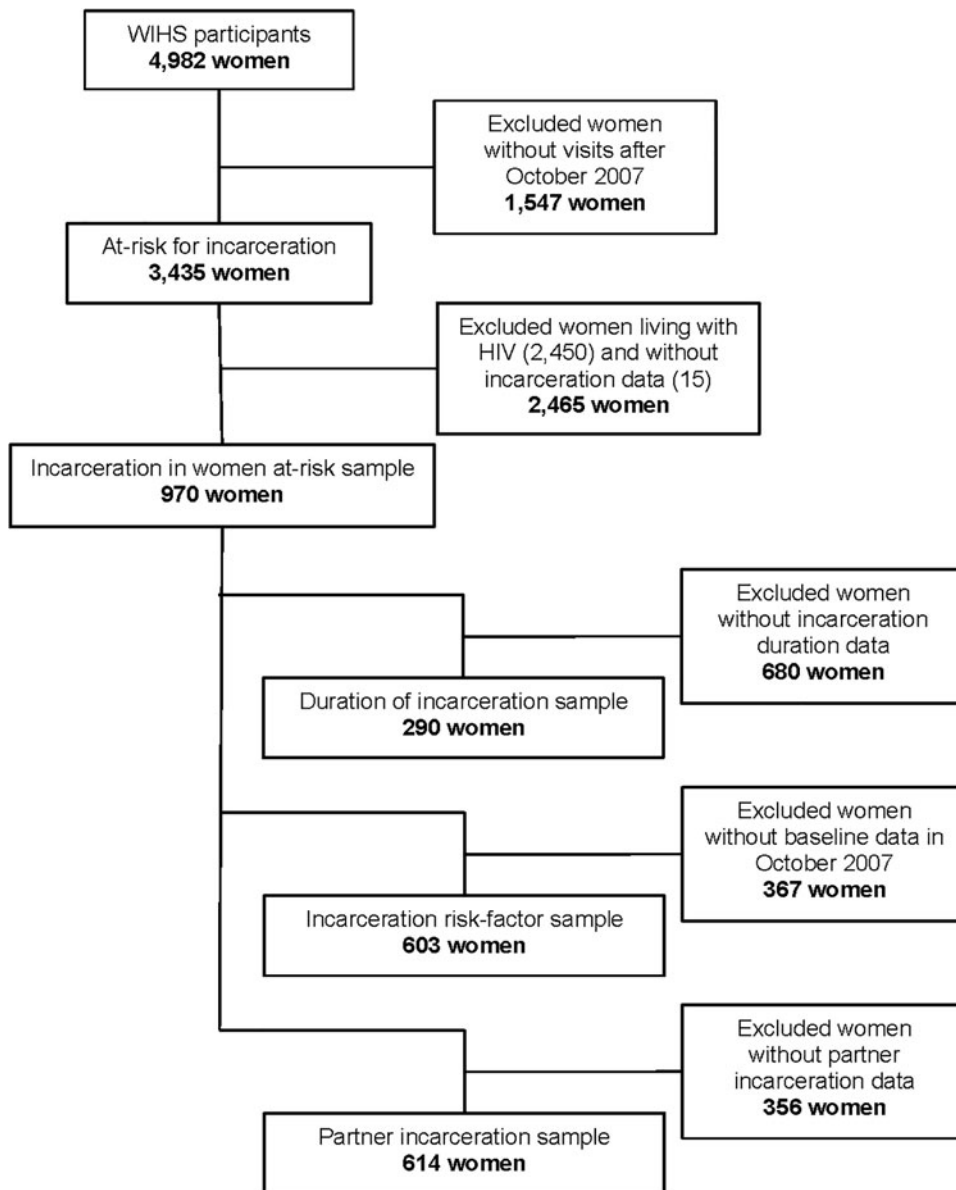 WIHS participants
4,982 women
Excluded women
without visits after
October 2007
1,547 women
At-risk for incarceration
3,435 women
Excluded women living with
HIV (2,450) and without
incarceration data (15)
2,465 women
Incarceration in women at-risk sample
970 women
Excluded women
without incarceration
duration data
680 women
Duration of incarceration sample
290 women
Excluded women
without baseline data in
October 2007
367 women
Incarceration risk-factor sample
603 women
Excluded women
without partner
incarceration data
356 women
Partner incarceration sample
614 women